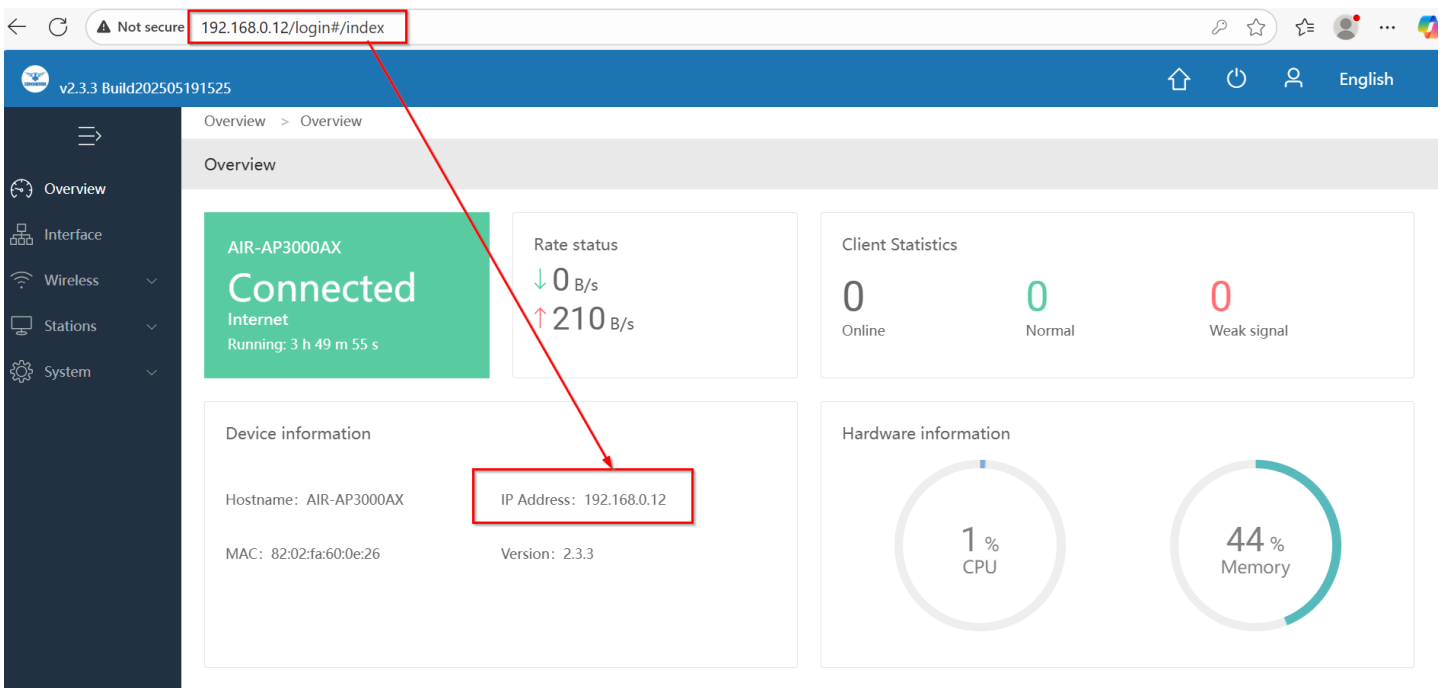 Not secure 192.168.0.12/login#/index
v2.3.3 Build202505191525
English
Overview > Overview
Overview
Overview
Interface
Wireless
Stations
System
AIR-AP3000AX
Connected
Internet
Running: 3 h 49 m 55 s
Rate status
↓ 0 B/s
↑ 210 B/s
Client Statistics
0 0 0
Online Normal Weak signal
Device information
Hostname: AIR-AP3000AX IP Address: 192.168.0.12
MAC: 82:02:fa:60:0e:26 Version: 2.3.3
Hardware information
1 %
CPU
44 %
Memory